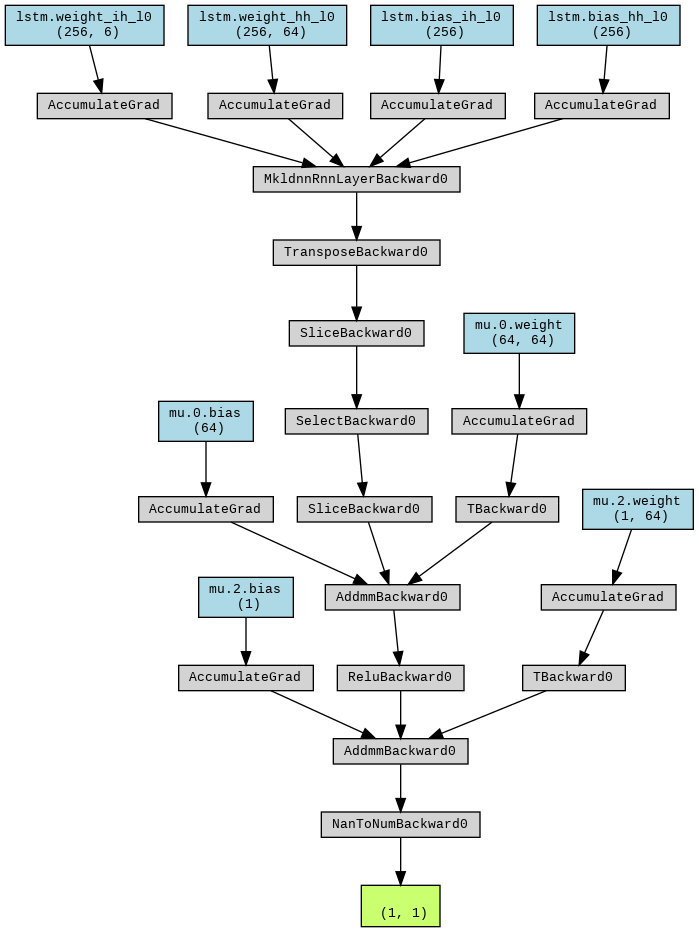 lstm.weight_ih_l0
(256, 6)
lstm.weight_hh_l0
(256, 64)
lstm.bias_ih_l0
(256)
lstm.bias_hh_l0
(256)
AccumulateGrad
AccumulateGrad
AccumulateGrad
AccumulateGrad
MkldnnRnnLayerBackward0
TransposeBackward0
SliceBackward0
mu.0.weight
(64, 64)
mu.0.bias
(64)
SelectBackward0
AccumulateGrad
AccumulateGrad
SliceBackward0
TBackward0
mu.2.weight
(1, 64)
mu.2.bias
(1)
AddmmBackward0
AccumulateGrad
AccumulateGrad
ReluBackward0
TBackward0
AddmmBackward0
NanToNumBackward0
(1, 1)